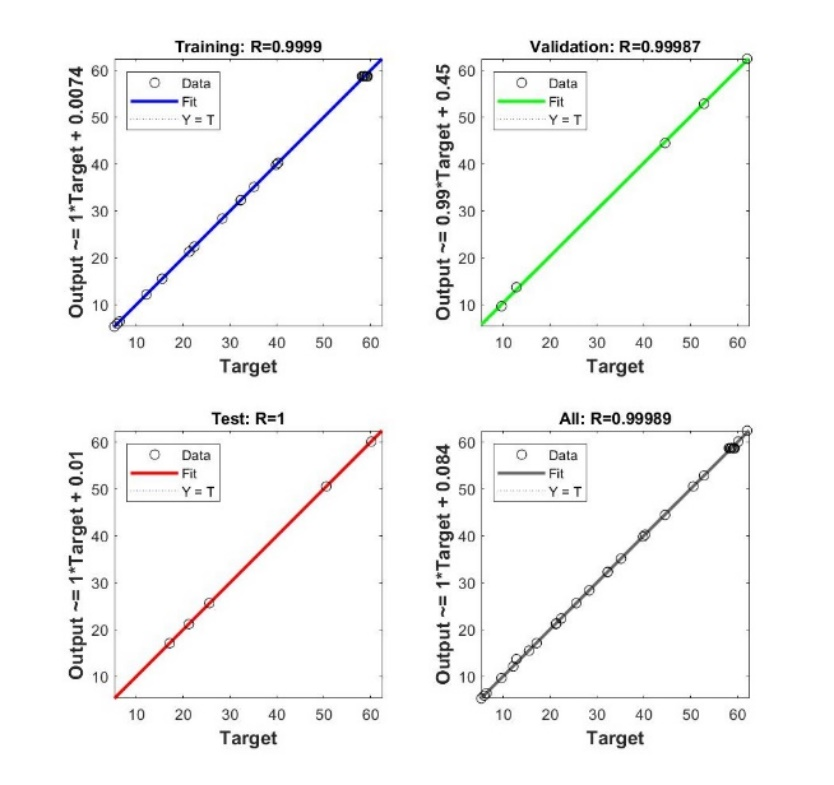 Training: R=0.9999
Output ~= 1*Target + 0.0074
60
50
40
30
20
10
Data
Fit
Y = T
10 20 30 40 50 60
Target
Validation: R=0.99987
Output ~= 0.99*Target + 0.45
60
50
40
30
20
10
Data
Fit
Y = T
10 20 30 40 50 60
Target
Test: R=1
Output ~= 1*Target + 0.01
60
50
40
30
20
10
Data
Fit
Y = T
10 20 30 40 50 60
Target
All: R=0.99989
Output ~= 1*Target + 0.084
60
50
40
30
20
10
Data
Fit
Y = T
10 20 30 40 50 60
Target